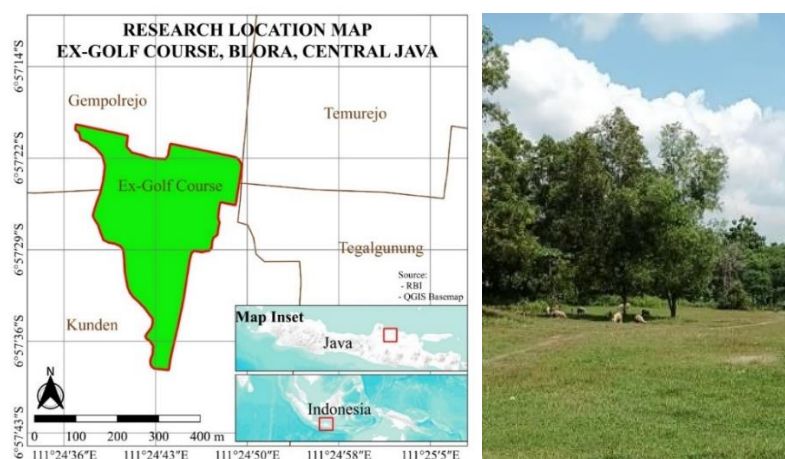 RESEARCH LOCATION MAP
EX-GOLF COURSE, BLORA, CENTRAL JAVA
6°57'14"S
6°57'22"S
6°57'29"S
6°57'36"S
6°57'43"S
Gempolrejo
Temurejo
Ex-Golf Course
Tegalgunung
Kunden
Source:
- RBI
- QGIS Basemap
Map Inset
Java
Indonesia
N
0 100 200 300 400 m
111°24'36"E 111°24'43"E 111°24'50"E 111°24'58"E 111°25'5"E